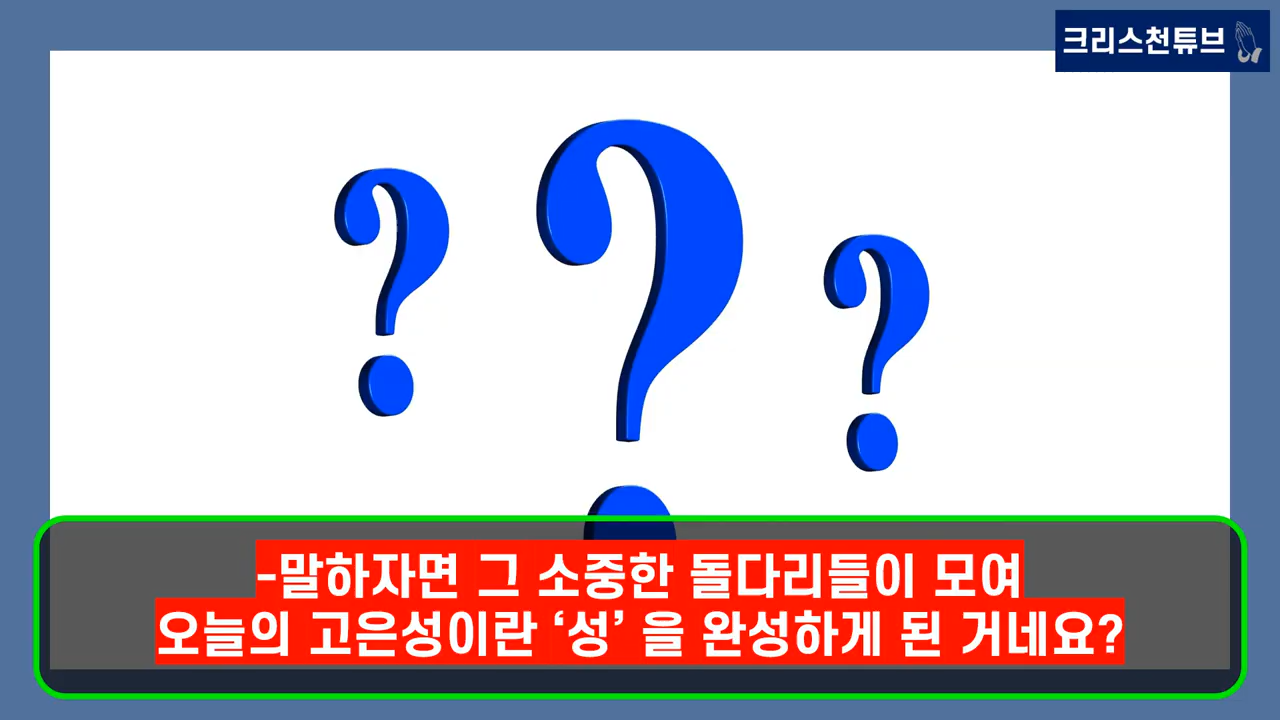 크리스천튜브
-말하자면 그 소중한 돌다리들이 모여
오늘의 고은성이란 ‘성’ 을 완성하게 된 거네요?